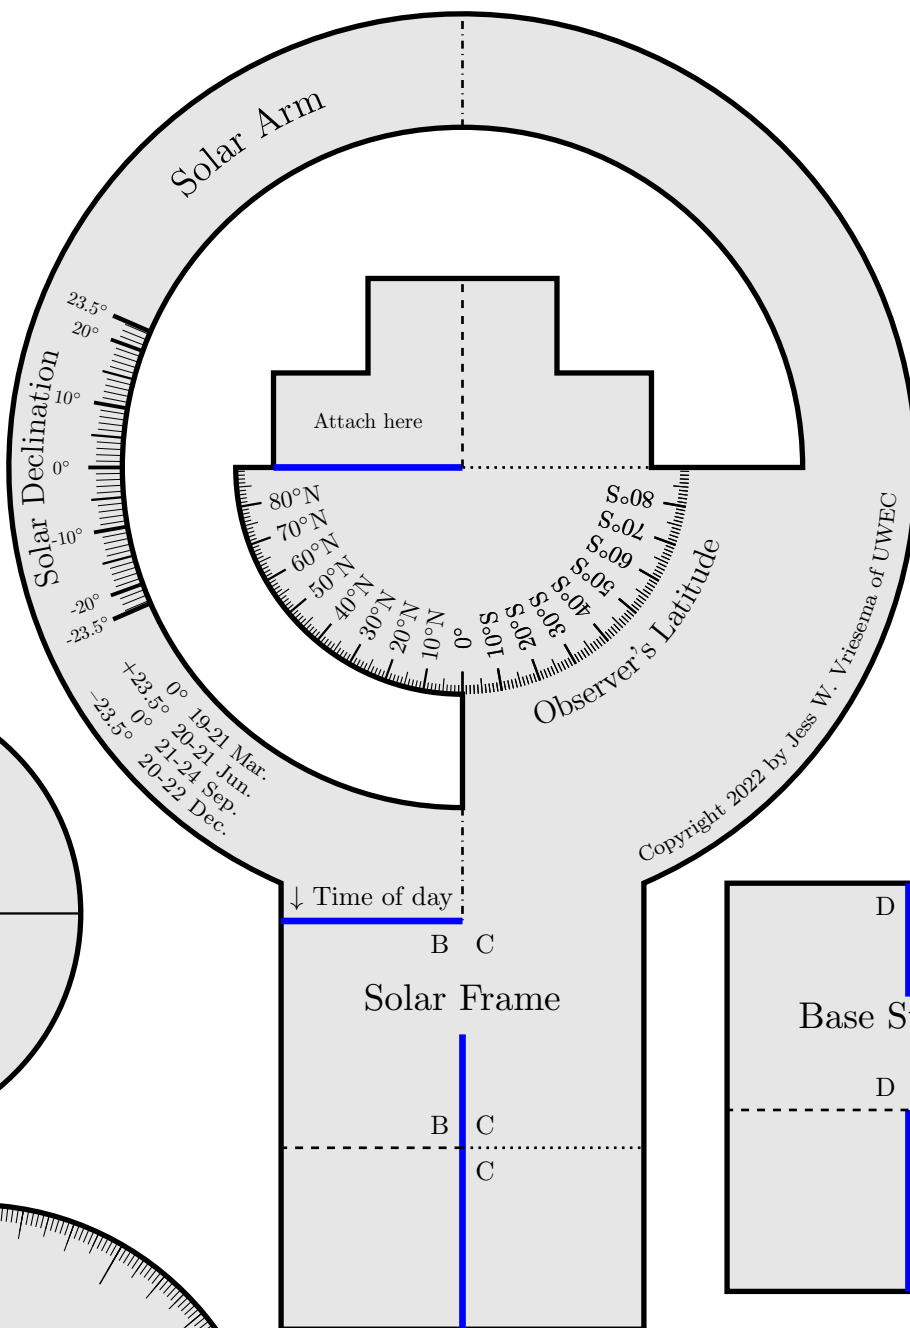 Solar Arm
23.5°
20°
10°
0°
-10°
-20°
-23.5°
Solar Declination
Attach here
80°N
70°N
60°N
50°N
40°N
30°N
20°N
10°N
0°
10°S
20°S
30°S
40°S
50°S
60°S
70°S
80°S
Observer's Latitude
Copyright 2022 by Jess W. Vriesema of UWEC
0° 19-21 Mar.
+23.5° 20-21 Jun.
0° 21-24 Sep.
−23.5° 20-22 Dec.
↓ Time of day
B C
Solar Frame
B C
C
D
Base
D